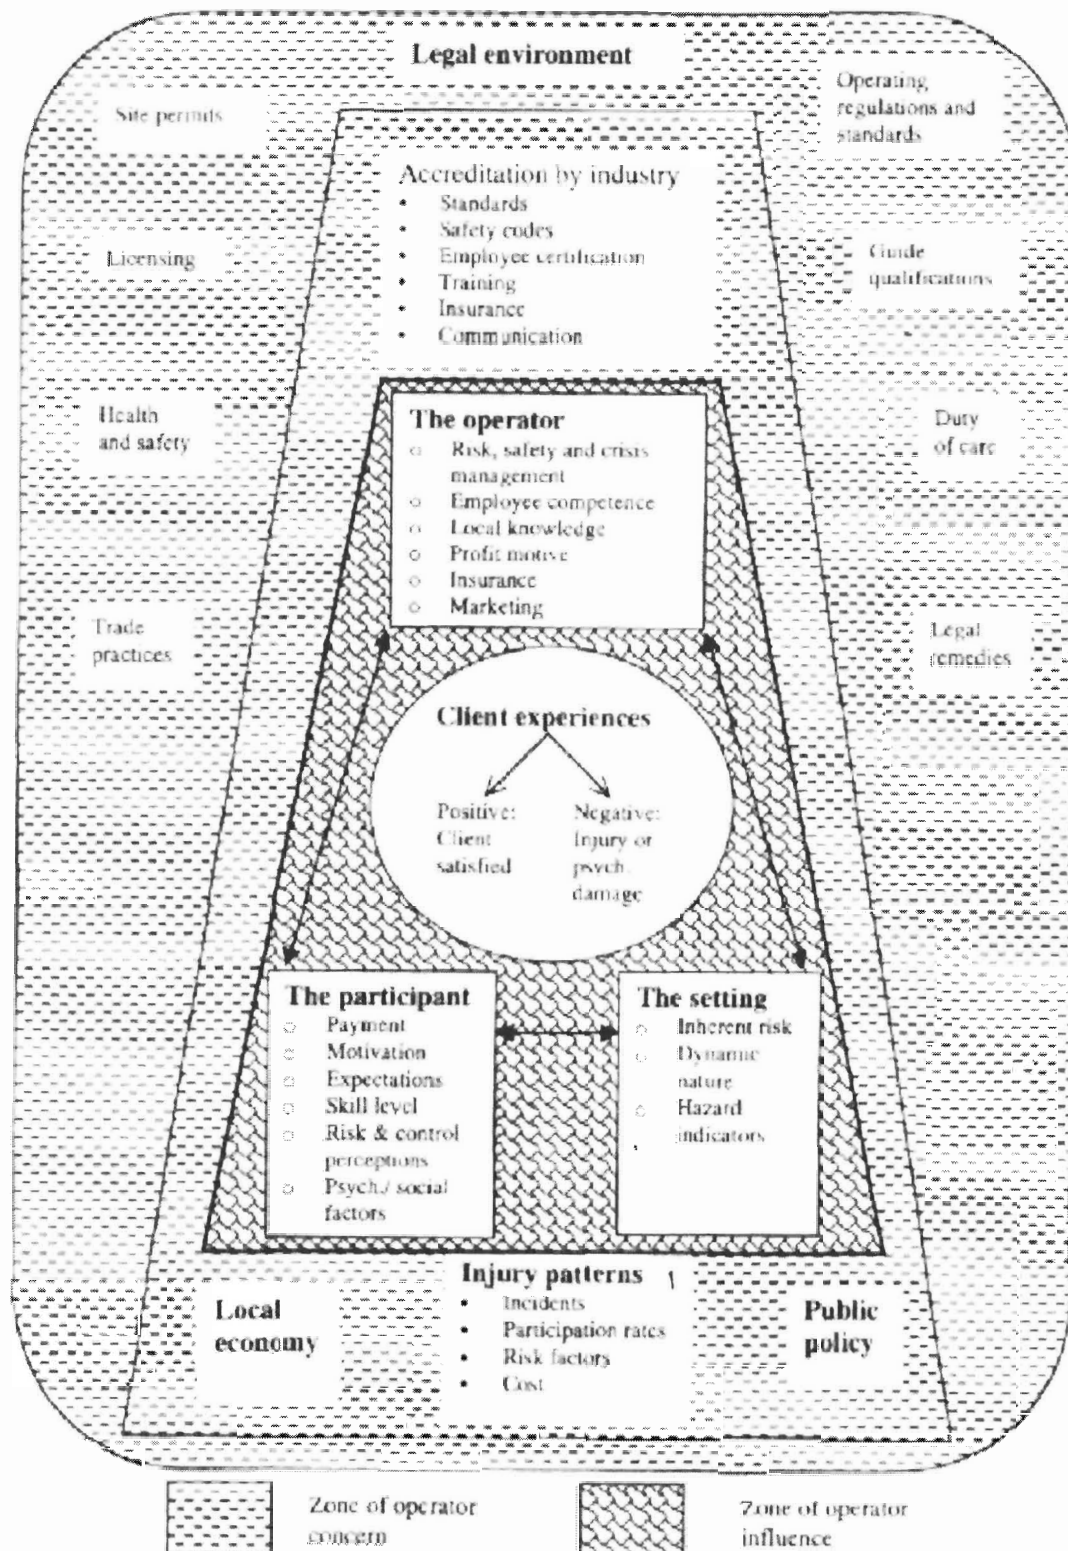 Legal environment
Site permits
Operating
regulations and
standards
Accreditation by industry
• Standards
• Safety codes
• Employee certification
• Training
• Insurance
• Communication
Licensing
Guide
qualifications
Health
and safety
Duty
of care
The operator
○ Risk, safety and crisis
management
○ Employee competence
○ Local knowledge
○ Profit motive
○ Insurance
○ Marketing
Trade
practices
Legal
remedies
Client experiences
Positive:
Client
satisfied
Negative:
Injury or
psych.
damage
The participant
○ Payment
○ Motivation
○ Expectations
○ Skill level
○ Risk & control
perceptions
○ Psych./ social
factors
The setting
○ Inherent risk
○ Dynamic
nature
○ Hazard
indicators
Local
economy
Injury patterns
• Incidents
• Participation rates
• Risk factors
• Cost
Public
policy
Zone of operator
concern
Zone of operator
influence